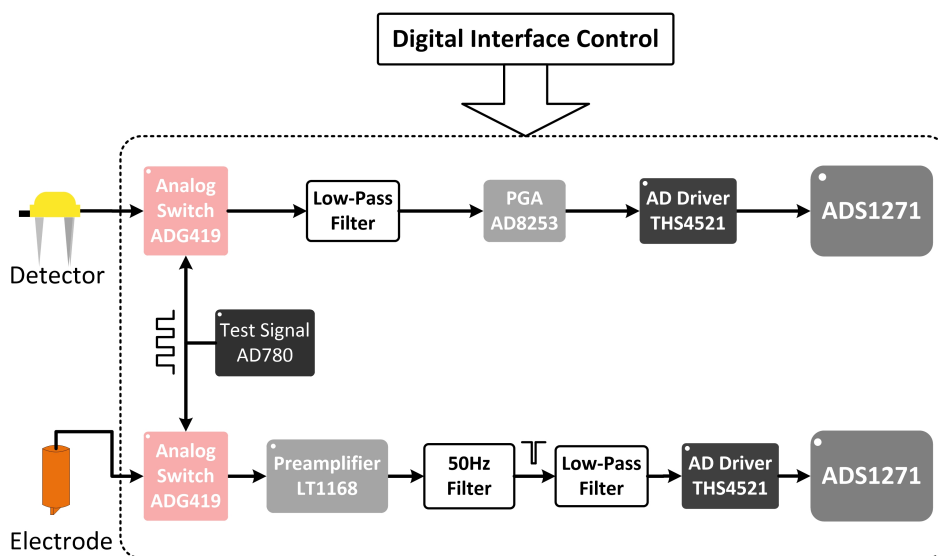 Digital Interface Control
Analog
Switch
ADG419
Low-Pass
Filter
PGA
AD8253
AD Driver
THS4521
ADS1271
Detector
Test Signal
AD780
Analog
Switch
ADG419
Preamplifier
LT1168
50Hz
Filter
Low-Pass
Filter
AD Driver
THS4521
ADS1271
Electrode